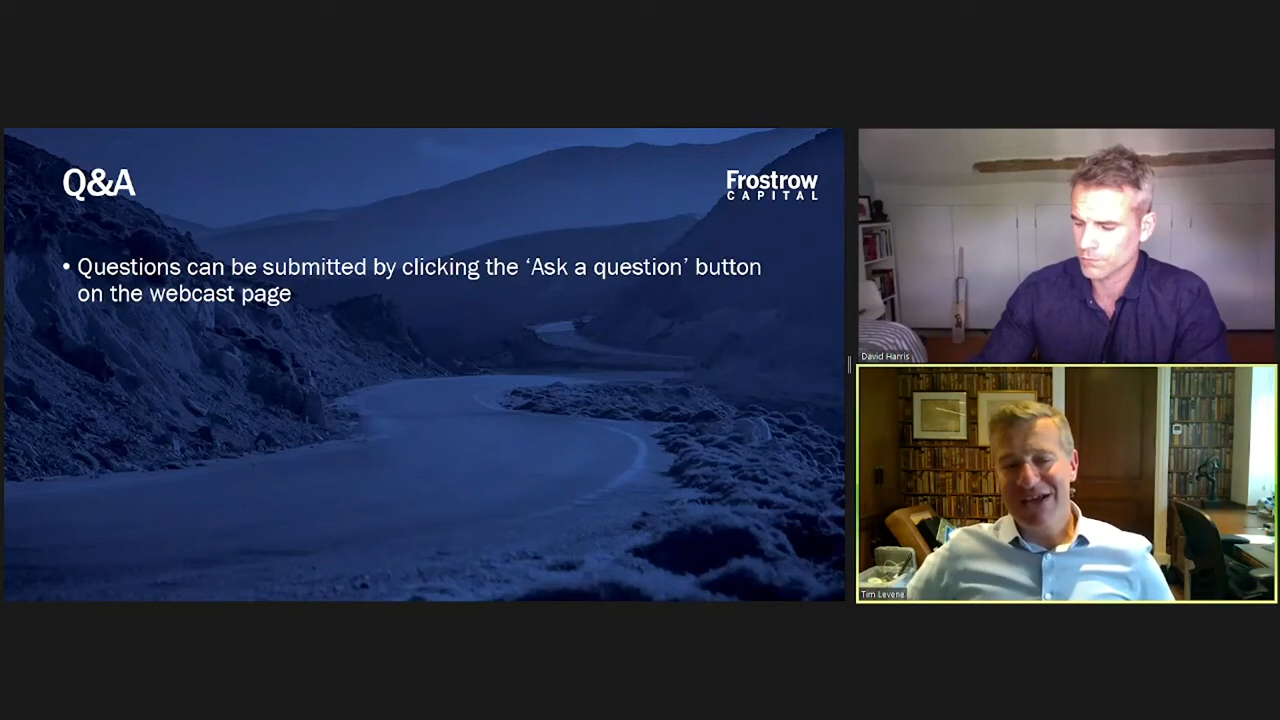 Q&A
Frostrow
CAPITAL
• Questions can be submitted by clicking the ‘Ask a question’ button
on the webcast page
David Harris
Tim Levene